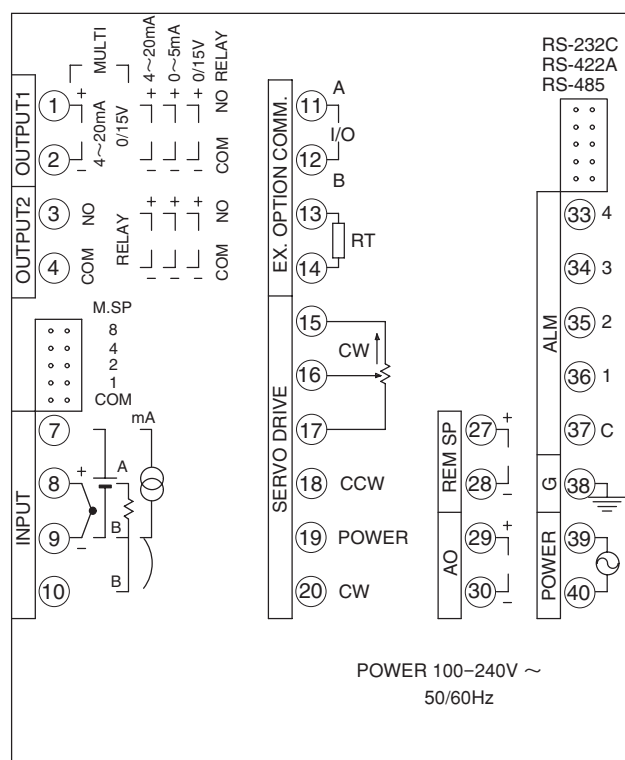 OUTPUT1
1
2
+
−
4～20mA
0/15V
MULTI
4～20mA
0～5mA
0/15V
RELAY
+
+
+
NO
−
−
−
COM
OUTPUT2
3 NO
4 COM
RELAY
+
+
+
NO
−
−
−
COM
M.SP
8
4
2
1
COM
INPUT
7
8
9
10
+
−
A
B
B
mA
EX. OPTION COMM.
11 A
I/O
12
B
13
RT
14
SERVO DRIVE
15
CW
16
17
18 CCW
19 POWER
20 CW
REM SP
27 +
28 −
AO
29 +
30 −
RS-232C
RS-422A
RS-485
ALM
33 4
34 3
35 2
36 1
37 C
G
38
POWER
39
40
POWER 100−240V ～
50/60Hz